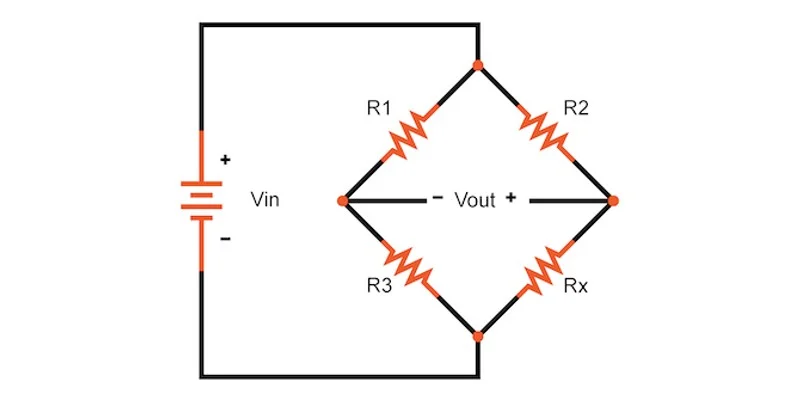 R1 R2
+
Vin
- Vout +
-
R3 Rx